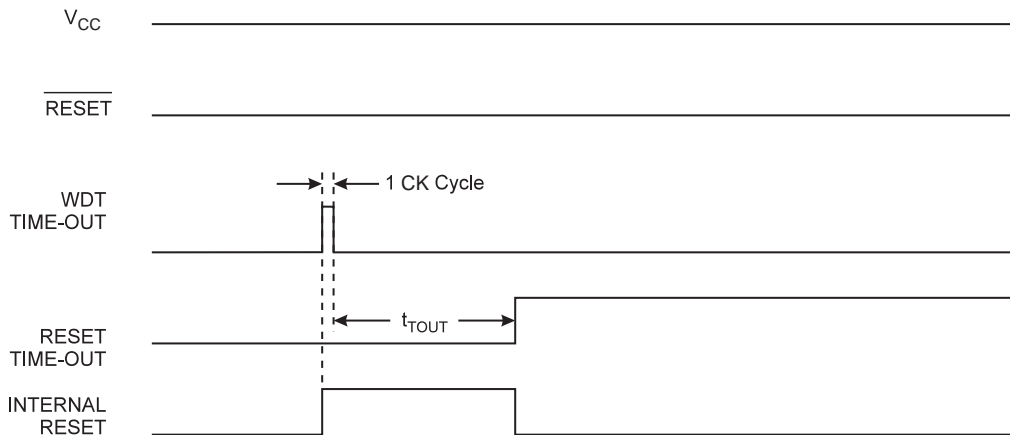 VCC
RESET
1 CK Cycle
WDT
TIME-OUT
tTOUT
RESET
TIME-OUT
INTERNAL
RESET